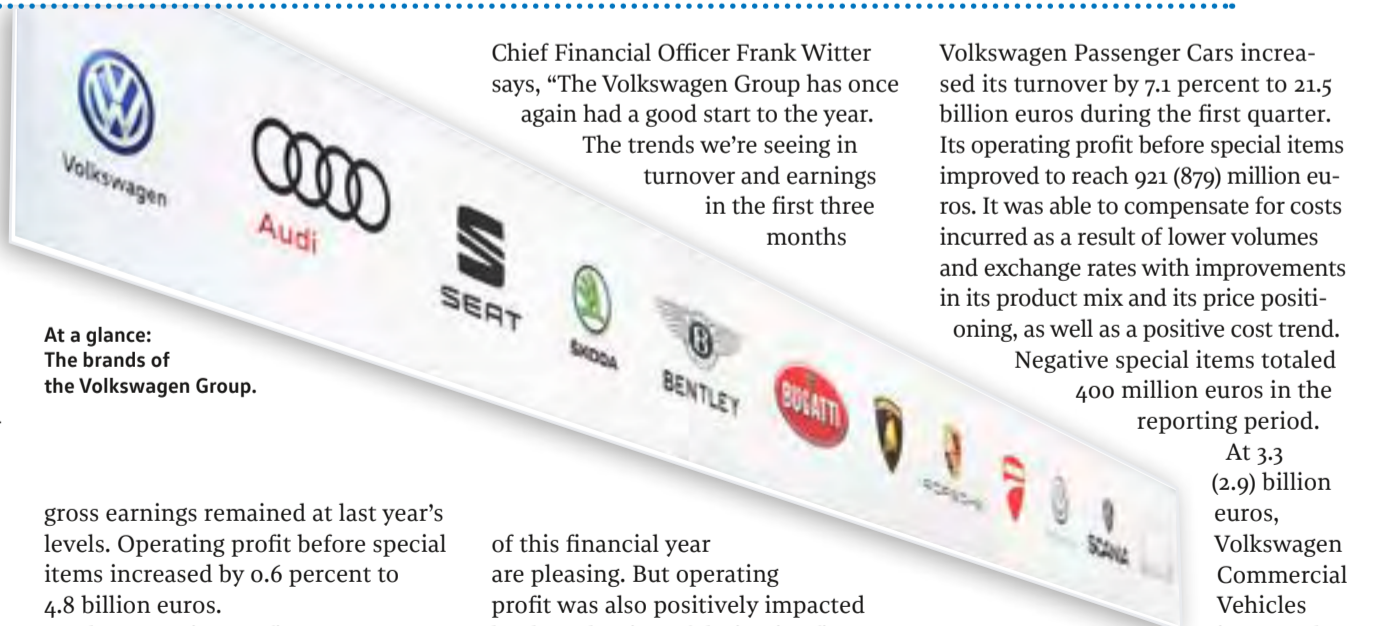 Volkswagen
Audi
SEAT
ŠKODA
BENTLEY
BUGATTI
PORSCHE
SCANIA
At a glance:
The brands of
the Volkswagen Group.
gross earnings remained at last year's
levels. Operating profit before special
items increased by 0.6 percent to
4.8 billion euros.
Chief Financial Officer Frank Witter
says, “The Volkswagen Group has once
again had a good start to the year.
The trends we're seeing in
turnover and earnings
in the first three
months
of this financial year
are pleasing. But operating
profit was also positively impacted
Volkswagen Passenger Cars increa-
sed its turnover by 7.1 percent to 21.5
billion euros during the first quarter.
Its operating profit before special items
improved to reach 921 (879) million eu-
ros. It was able to compensate for costs
incurred as a result of lower volumes
and exchange rates with improvements
in its product mix and its price positi-
oning, as well as a positive cost trend.
Negative special items totaled
400 million euros in the
reporting period.
At 3.3
(2.9) billion
euros,
Volkswagen
Commercial
Vehicles